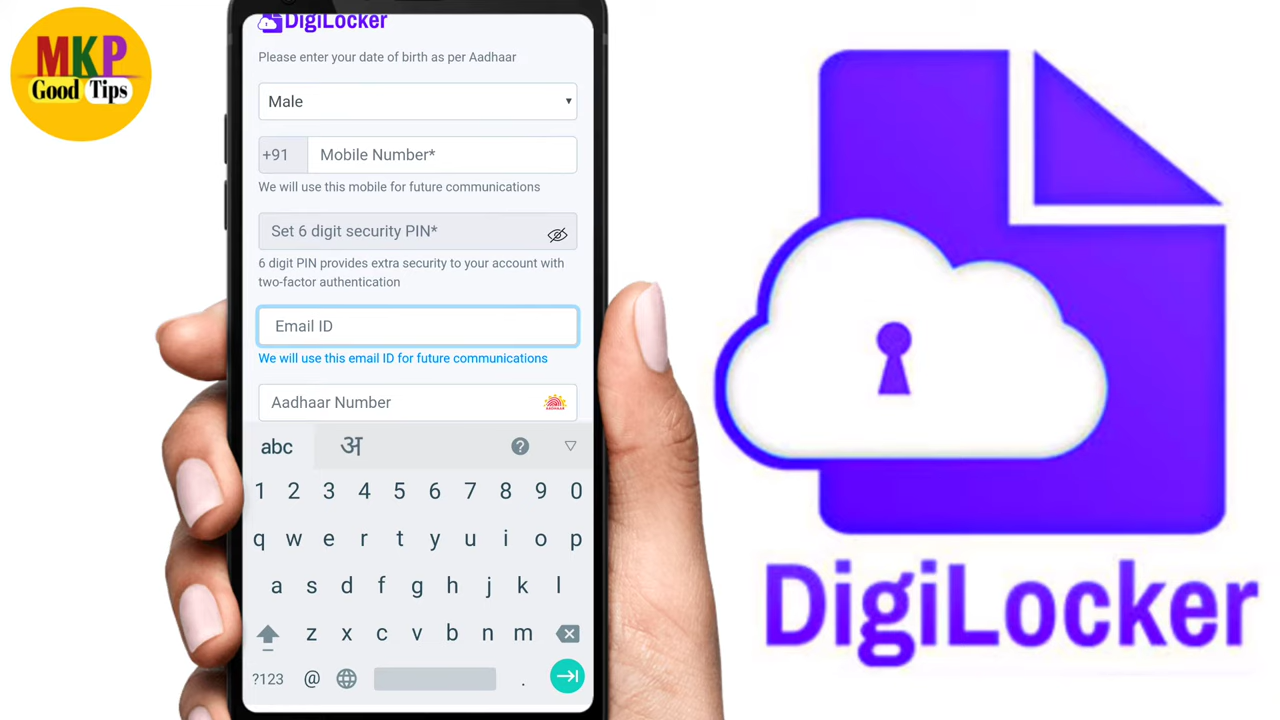 MKP
Good Tips
DigiLocker
Please enter your date of birth as per Aadhaar
Male
+91 Mobile Number*
We will use this mobile for future communications
Set 6 digit security PIN*
6 digit PIN provides extra security to your account with
two-factor authentication
Email ID
We will use this email ID for future communications
Aadhaar Number
AADHAAR
abc अ ?
1 2 3 4 5 6 7 8 9 0
q w e r t y u i o p
a s d f g h j k l
z x c v b n m
?123 @ .
DigiLocker